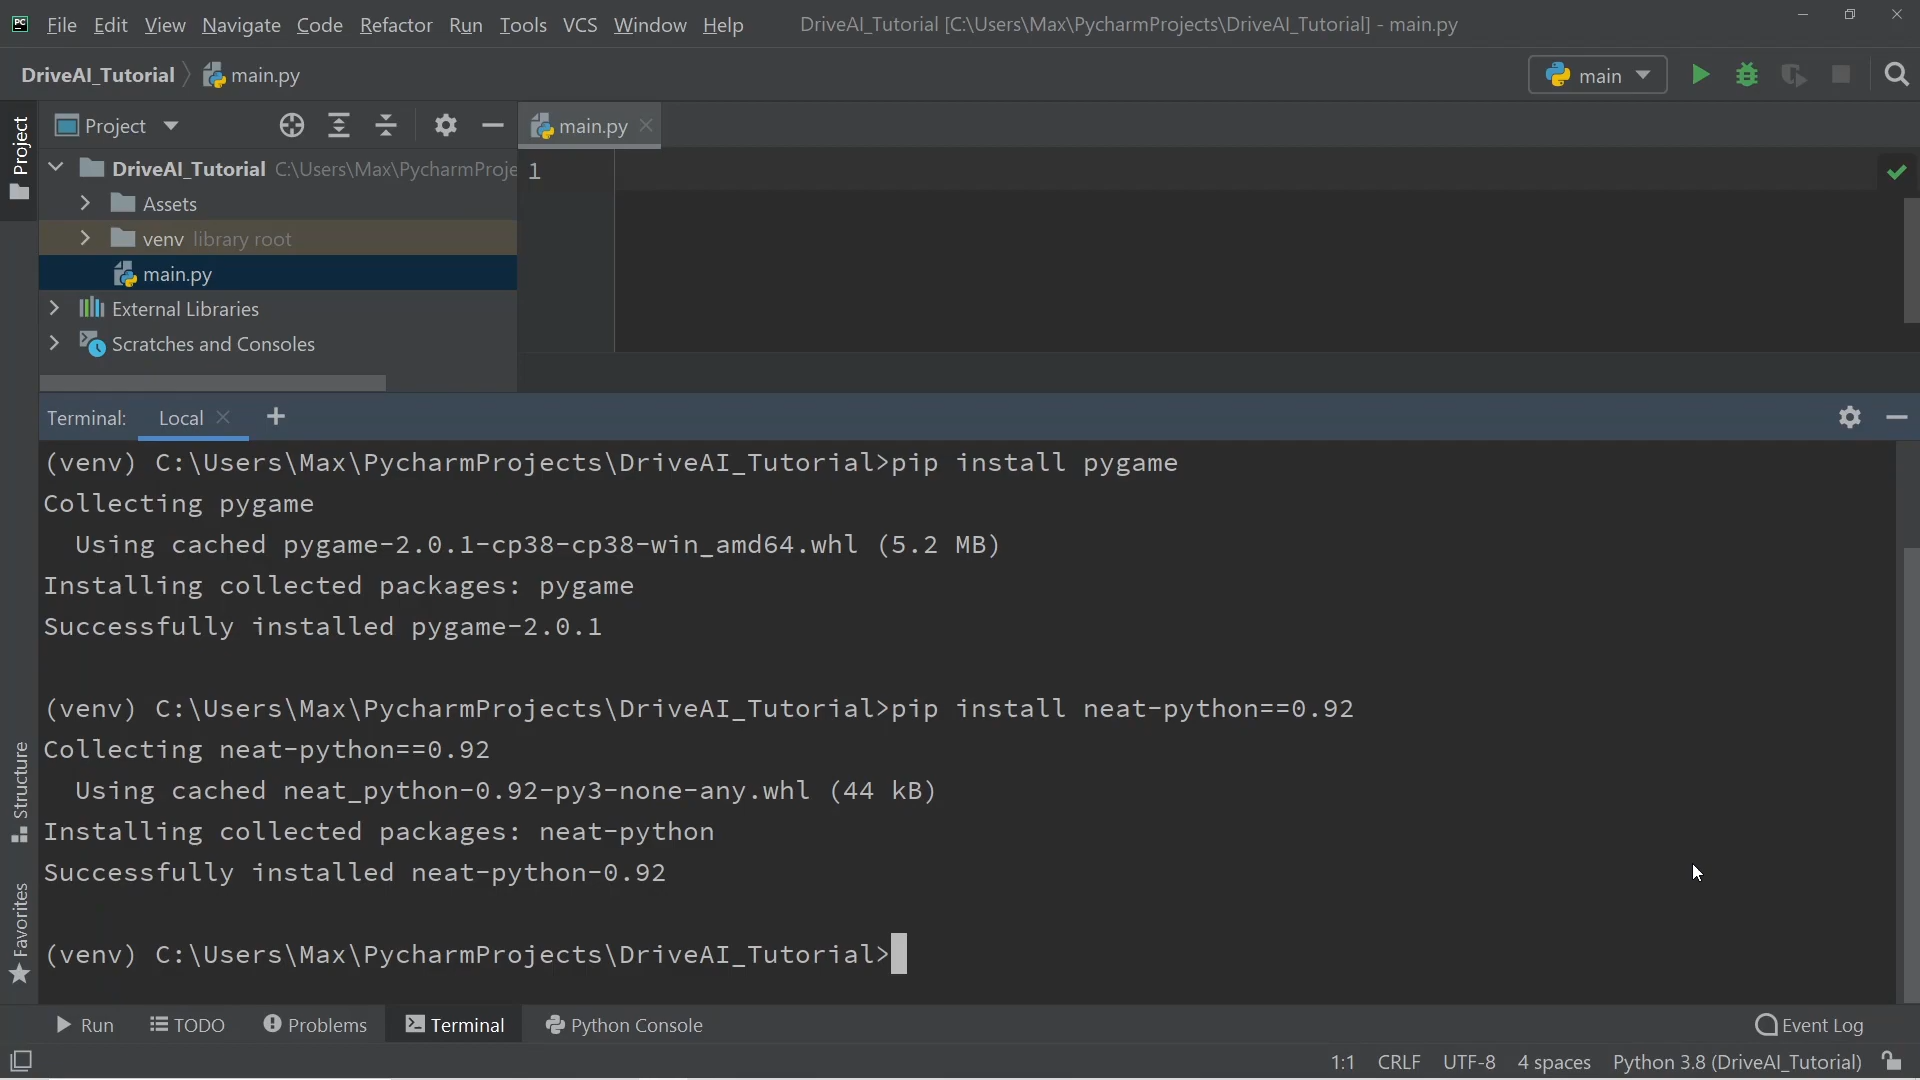 PC File Edit View Navigate Code Refactor Run Tools VCS Window Help DriveAI_Tutorial [C:\Users\Max\PycharmProjects\DriveAI_Tutorial] - main.py
DriveAI_Tutorial main.py main
Project
Project
main.py
DriveAI_Tutorial C:\Users\Max\PycharmProje
1
Assets
venv library root
main.py
External Libraries
Scratches and Consoles
Terminal: Local
(venv) C:\Users\Max\PycharmProjects\DriveAI_Tutorial>pip install pygame
Collecting pygame
Using cached pygame-2.0.1-cp38-cp38-win_amd64.whl (5.2 MB)
Installing collected packages: pygame
Successfully installed pygame-2.0.1
(venv) C:\Users\Max\PycharmProjects\DriveAI_Tutorial>pip install neat-python==0.92
Collecting neat-python==0.92
Using cached neat_python-0.92-py3-none-any.whl (44 kB)
Installing collected packages: neat-python
Successfully installed neat-python-0.92
(venv) C:\Users\Max\PycharmProjects\DriveAI_Tutorial>
Structure
Favorites
Run TODO Problems Terminal Python Console Event Log
1:1 CRLF UTF-8 4 spaces Python 3.8 (DriveAI_Tutorial)